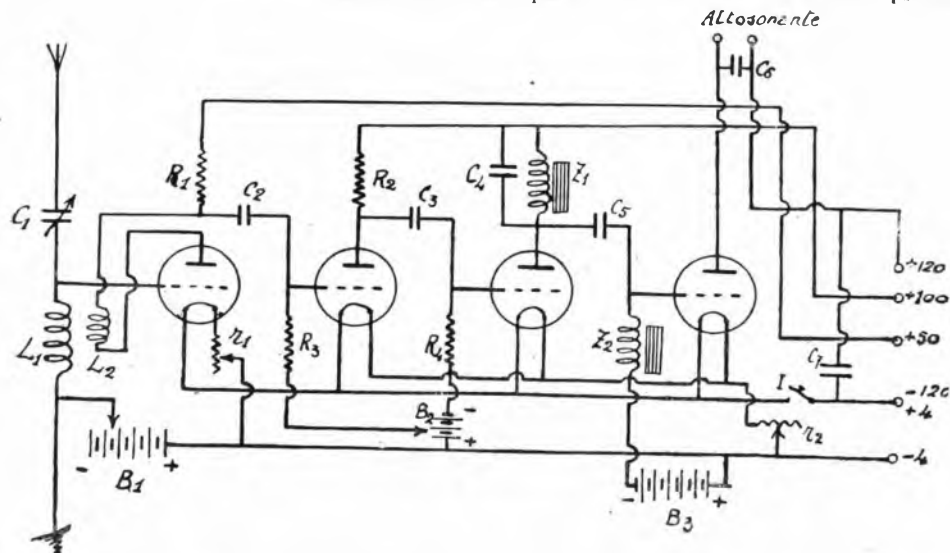 Altosonante
C6
R1
C2
R2
C3
C4
Z1
C5
C1
+120
+100
+50
L1
L2
r1
R3
R4
Z2
C7
I
-120
+4
B2
-
+
r2
-4
-
+
B1
-
+
B3